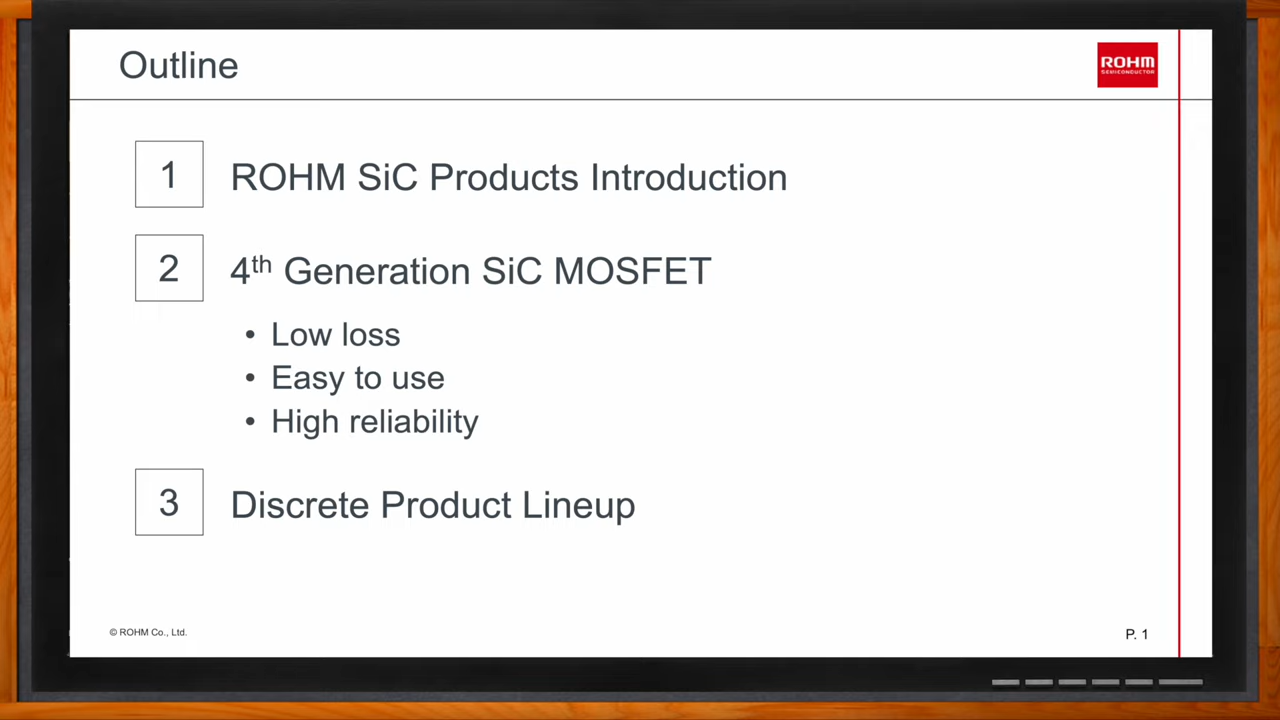 Outline
ROHM
SEMICONDUCTOR
1 ROHM SiC Products Introduction
2 4th Generation SiC MOSFET
• Low loss
• Easy to use
• High reliability
3 Discrete Product Lineup
© ROHM Co., Ltd.
P. 1